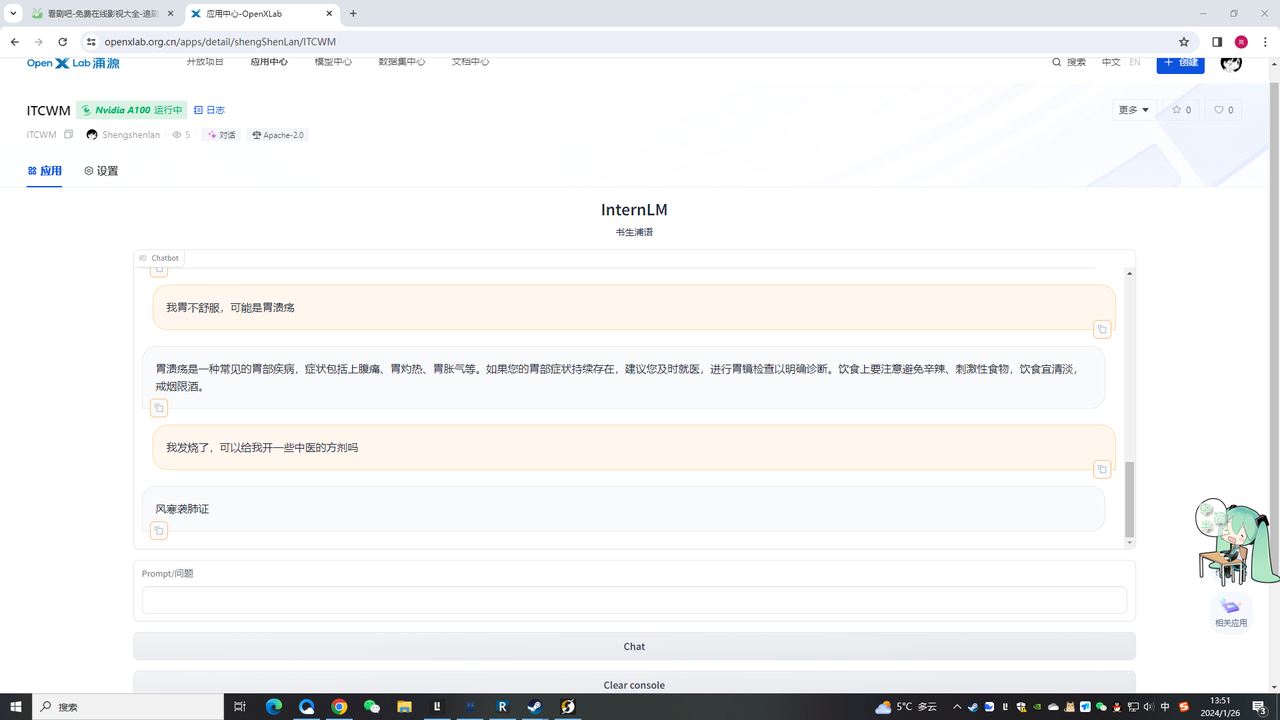 看剧吧-免费在线影视大全-追剧
应用中心-OpenXLab
openxlab.org.cn/apps/detail/shengShenLan/ITCWM
Open X Lab 浦源
开放项目
应用中心
模型中心
数据集中心
文档中心
搜索
中文
EN
创建
ITCWM
Nvidia A100 运行中
日志
更多
0
0
ITCWM
Shengshenlan
5
对话
Apache-2.0
应用
设置
InternLM
书生浦语
Chatbot
我胃不舒服，可能是胃溃疡
胃溃疡是一种常见的胃部疾病，症状包括上腹痛、胃灼热、胃胀气等。如果您的胃部症状持续存在，建议您及时就医，进行胃镜检查以明确诊断。饮食上要注意避免辛辣、刺激性食物，饮食宜清淡，
戒烟限酒。
我发烧了，可以给我开一些中医的方剂吗
风寒袭肺证
Prompt/问题
相关应用
Chat
Clear console
搜索
5°C 多云
中
13:51
2024/1/26
3